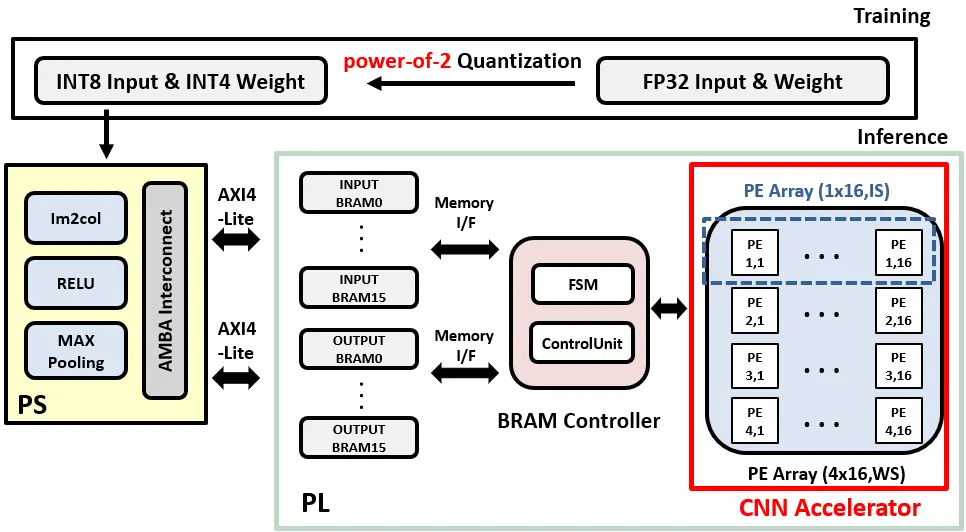 Training
INT8 Input & INT4 Weight
power-of-2 Quantization
FP32 Input & Weight
Inference
Im2col
RELU
MAX
Pooling
AMBA Interconnect
PS
AXI4
-Lite
AXI4
-Lite
INPUT
BRAM0
INPUT
BRAM15
OUTPUT
BRAM0
OUTPUT
BRAM15
PL
Memory
I/F
Memory
I/F
FSM
ControlUnit
BRAM Controller
PE Array (1x16,IS)
PE
1,1
PE
1,16
PE
2,1
PE
2,16
PE
3,1
PE
3,16
PE
4,1
PE
4,16
PE Array (4x16,WS)
CNN Accelerator